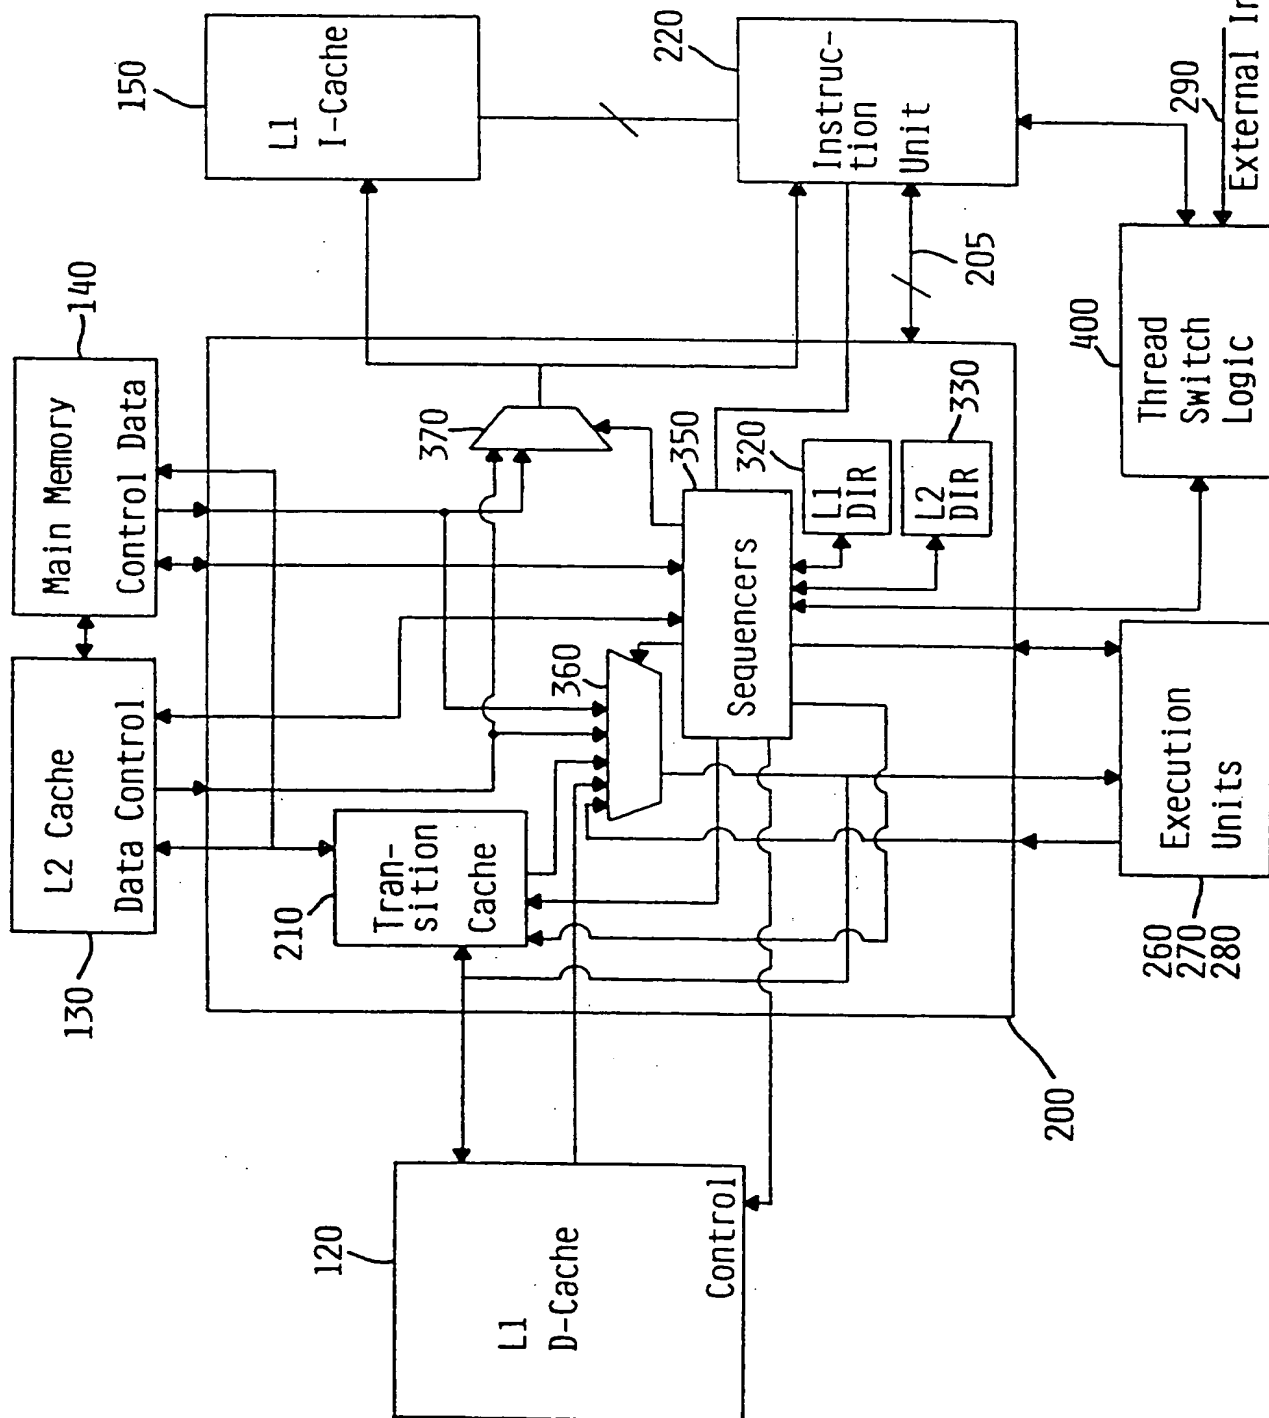 L1
D-Cache
Control
120
L2 Cache
Data Control
130
Main Memory
Control Data
140
L1
I-Cache
150
Tran-
sition
Cache
210
360
370
Sequencers
350
L1
DIR
320
L2
DIR
330
200
205
Instruc-
tion
Unit
220
Execution
Units
260
270
280
Thread
Switch
Logic
400
290
External